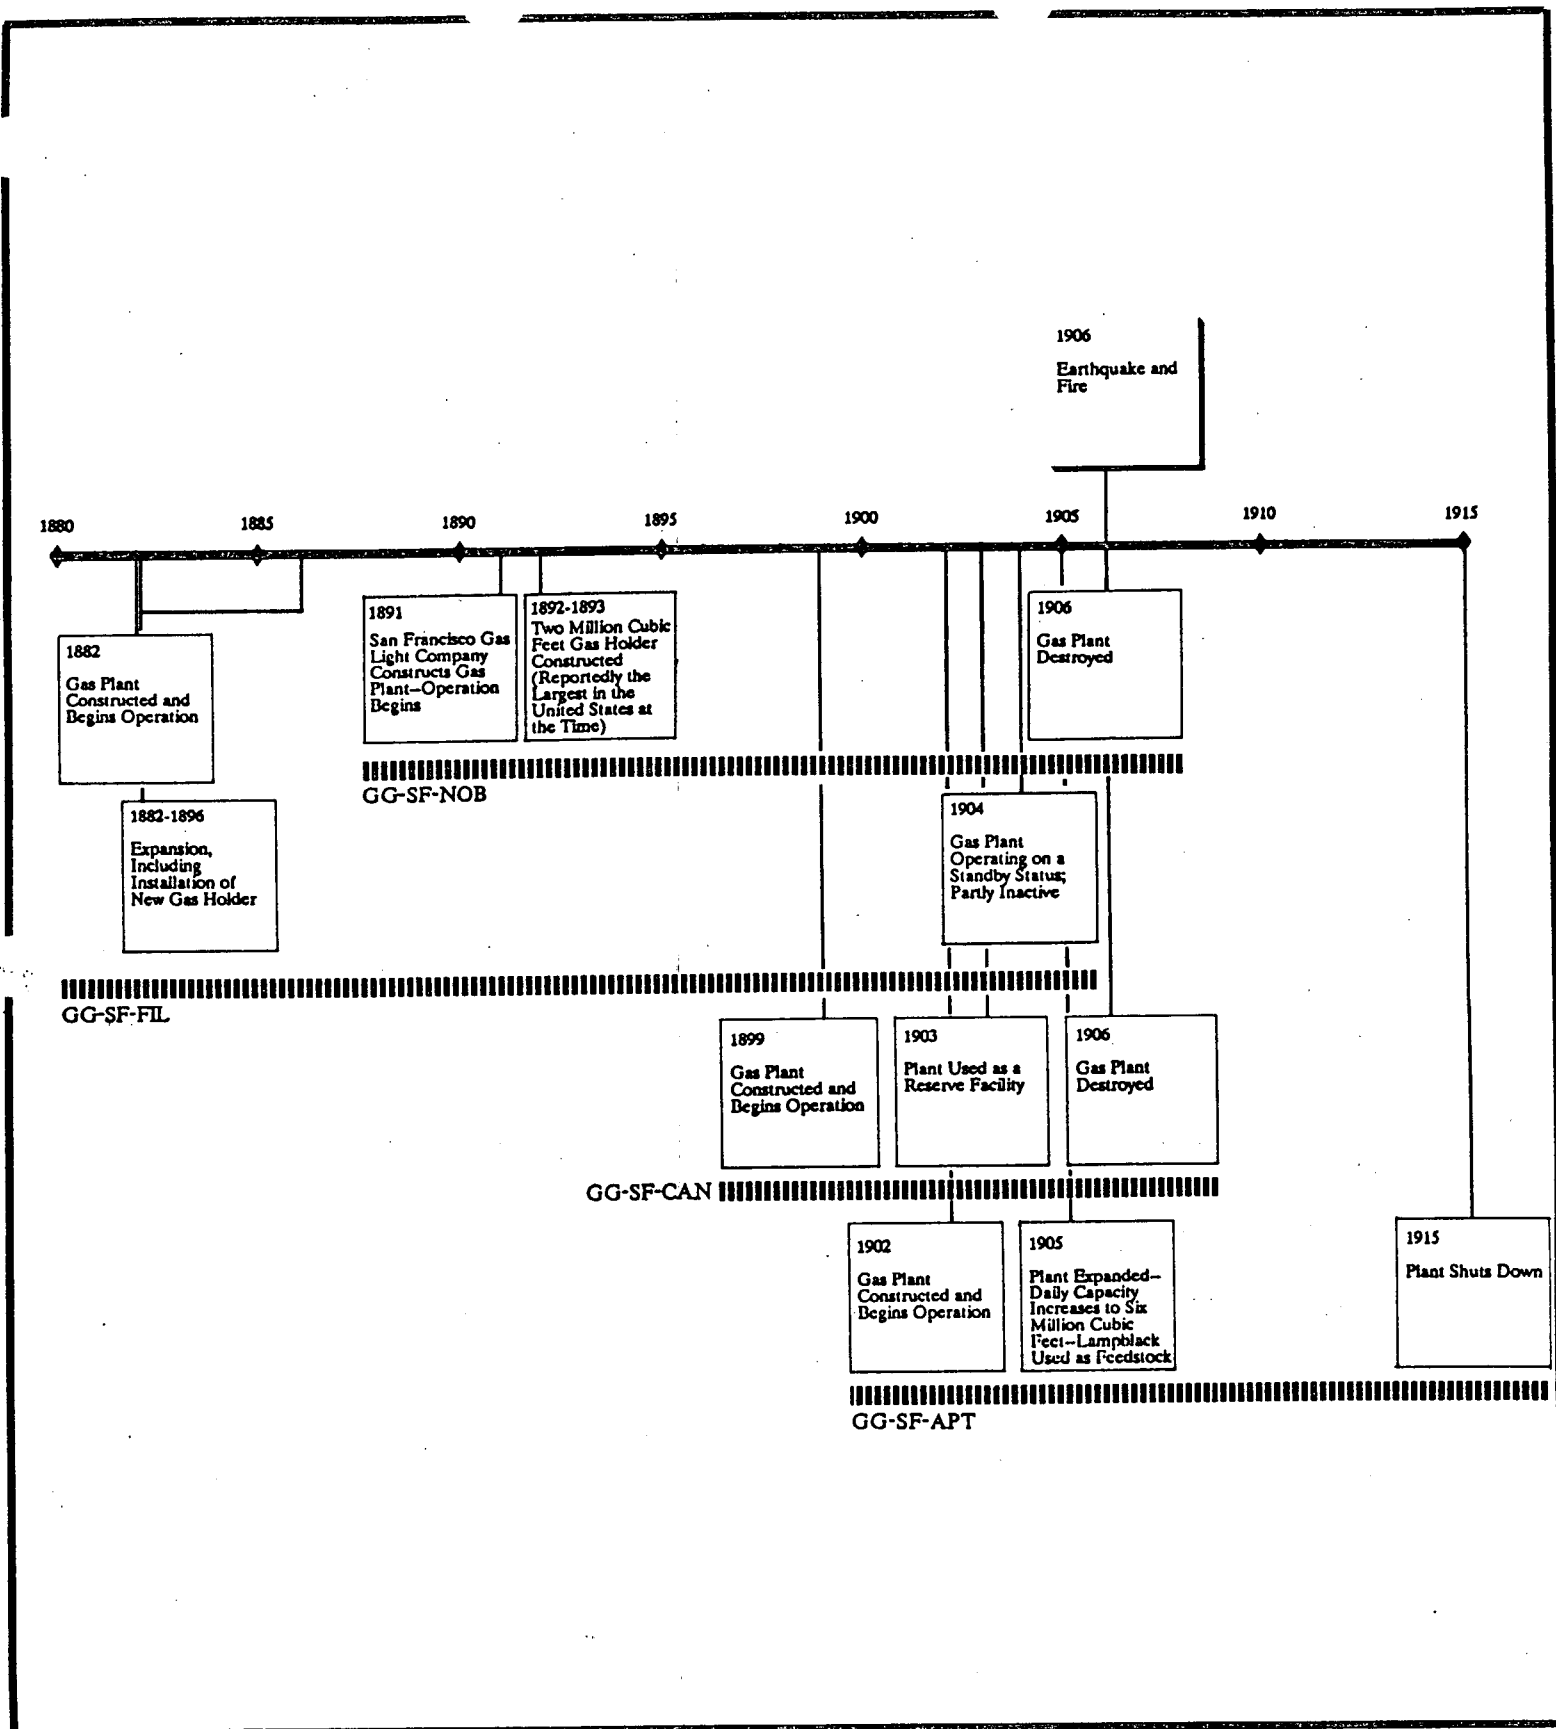 1906
Earthquake and
Fire
1880
1885
1890
1895
1900
1905
1910
1915
1882
Gas Plant
Constructed and
Begins Operation
1891
San Francisco Gas
Light Company
Constructs Gas
Plant–Operation
Begins
1892-1893
Two Million Cubic
Feet Gas Holder
Constructed
(Reportedly the
Largest in the
United States at
the Time)
1906
Gas Plant
Destroyed
GG-SF-NOB
1882-1896
Expansion,
Including
Installation of
New Gas Holder
1904
Gas Plant
Operating on a
Standby Status;
Partly Inactive
GG-SF-FIL
1899
Gas Plant
Constructed and
Begins Operation
1903
Plant Used as a
Reserve Facility
1906
Gas Plant
Destroyed
GG-SF-CAN
1902
Gas Plant
Constructed and
Begins Operation
1905
Plant Expanded–
Daily Capacity
Increases to Six
Million Cubic
Feet–Lampblack
Used as Feedstock
1915
Plant Shuts Down
GG-SF-APT